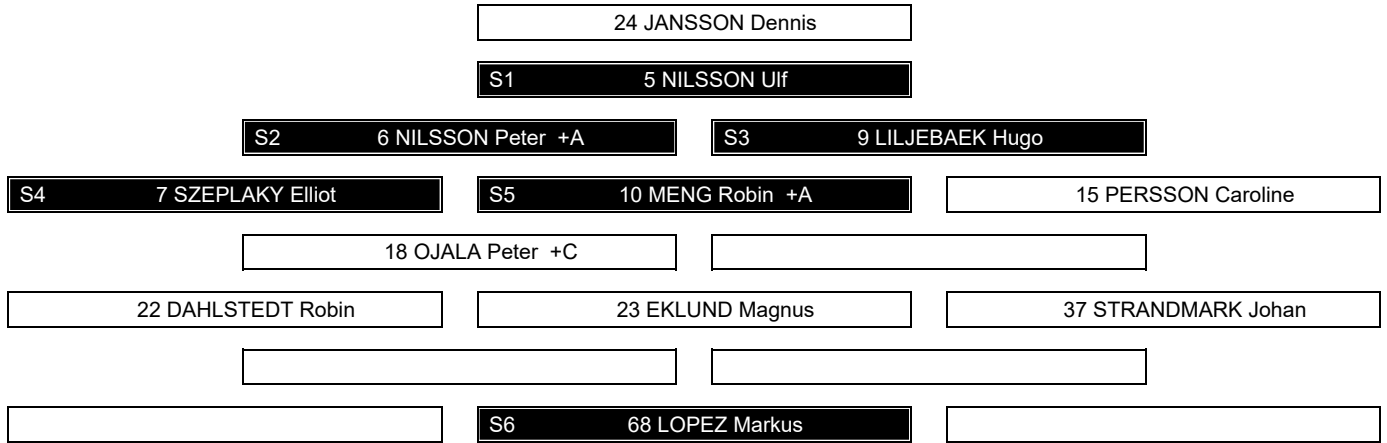 24 JANSSON Dennis
S1 5 NILSSON Ulf
S2 6 NILSSON Peter +A
S3 9 LILJEBAEK Hugo
S4 7 SZEPLAKY Elliot
S5 10 MENG Robin +A
15 PERSSON Caroline
18 OJALA Peter +C
22 DAHLSTEDT Robin
23 EKLUND Magnus
37 STRANDMARK Johan
S6 68 LOPEZ Markus